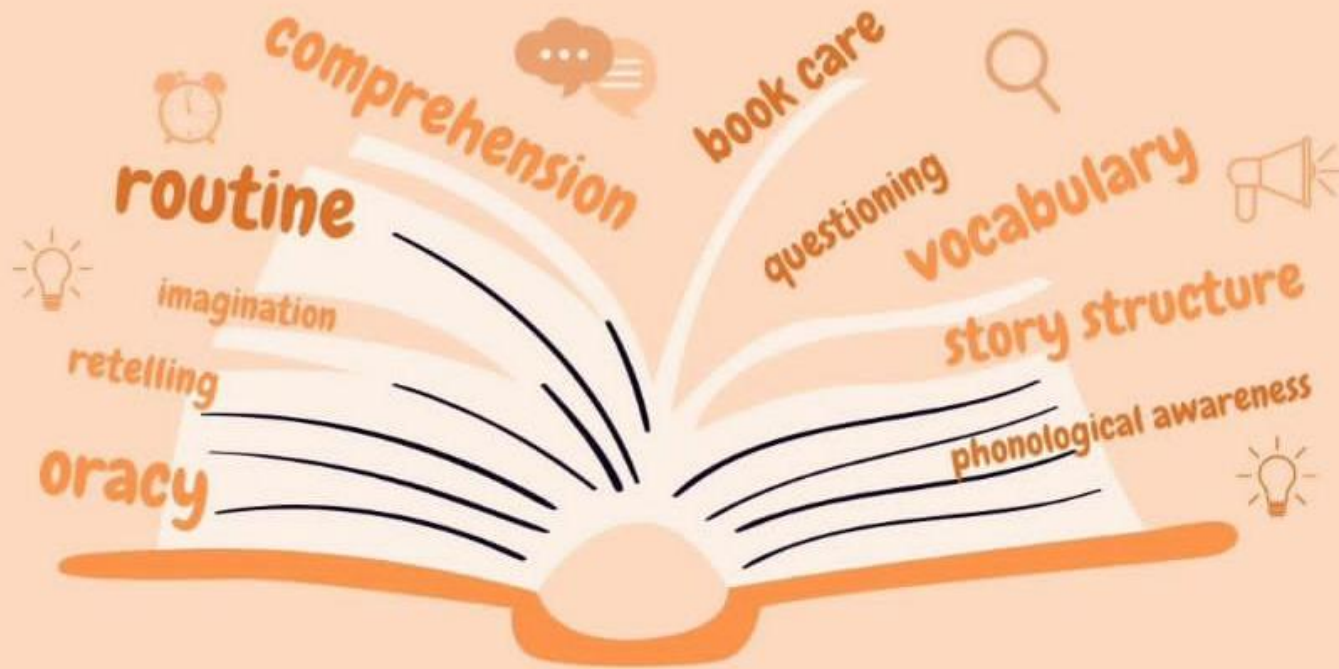 comprehension
book care
routine
questioning
vocabulary
imagination
story structure
retelling
phonological awareness
oracy